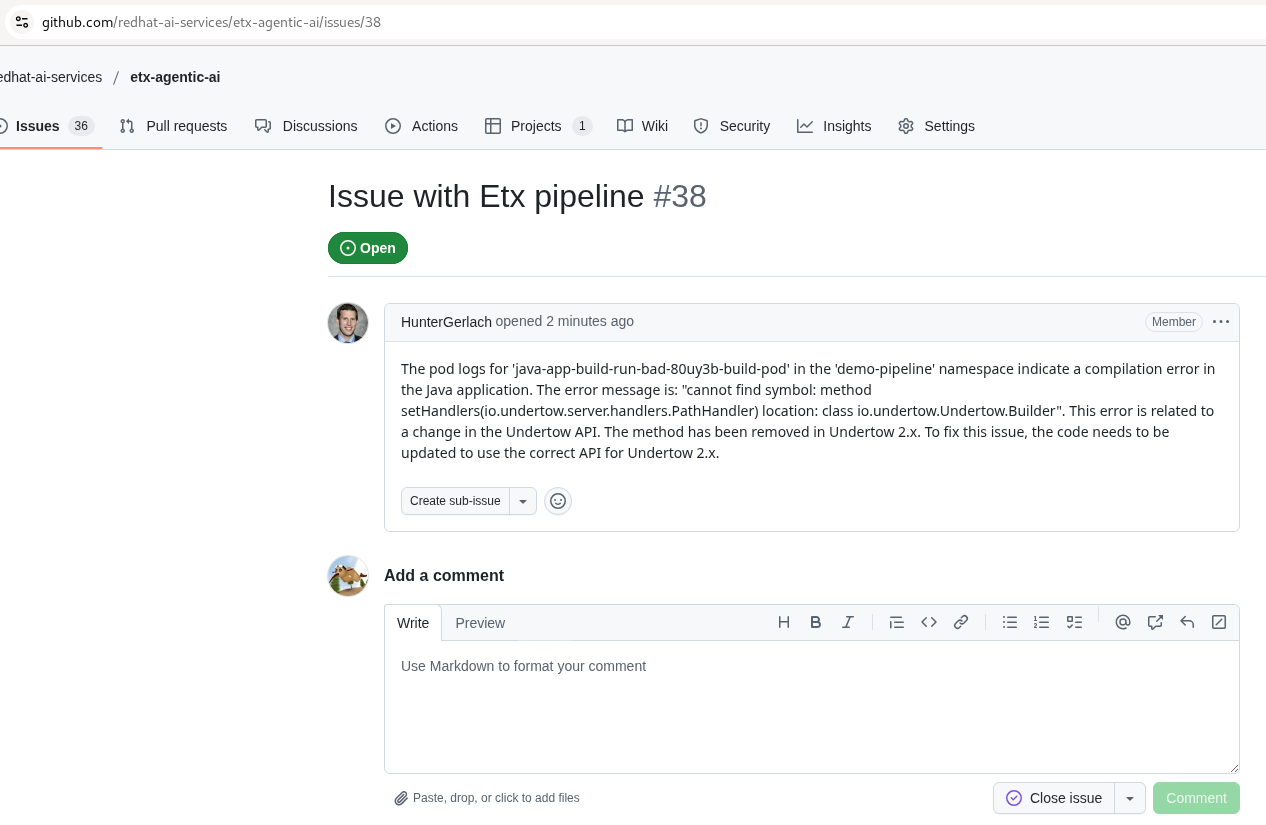 github.com/redhat-ai-services/etx-agentic-ai/issues/38
edhat-ai-services / etx-agentic-ai
Issues 36 Pull requests Discussions Actions Projects 1 Wiki Security Insights Settings
Issue with Etx pipeline #38
Open
HunterGerlach opened 2 minutes ago Member
The pod logs for 'java-app-build-run-bad-80uy3b-build-pod' in the 'demo-pipeline' namespace indicate a compilation error in
the Java application. The error message is: "cannot find symbol: method
setHandlers(io.undertow.server.handlers.PathHandler) location: class io.undertow.Undertow.Builder". This error is related to
a change in the Undertow API. The method has been removed in Undertow 2.x. To fix this issue, the code needs to be
updated to use the correct API for Undertow 2.x.
Create sub-issue
Add a comment
Write Preview
Use Markdown to format your comment
Paste, drop, or click to add files
Close issue Comment